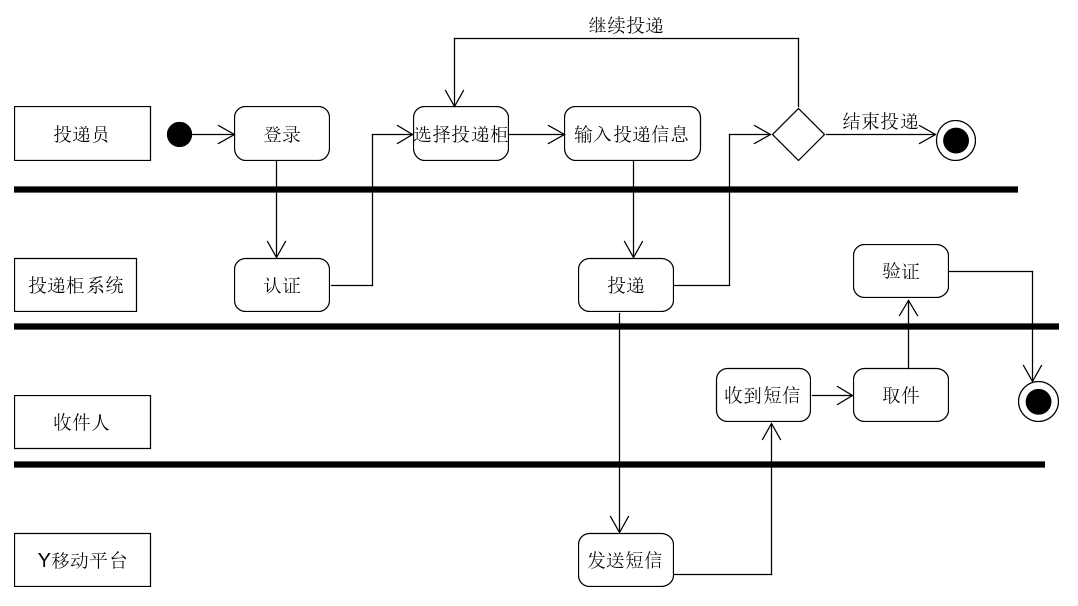 继续投递
投递员
登录
选择投递柜
输入投递信息
结束投递
投递柜系统
认证
投递
验证
收件人
收到短信
取件
Y移动平台
发送短信